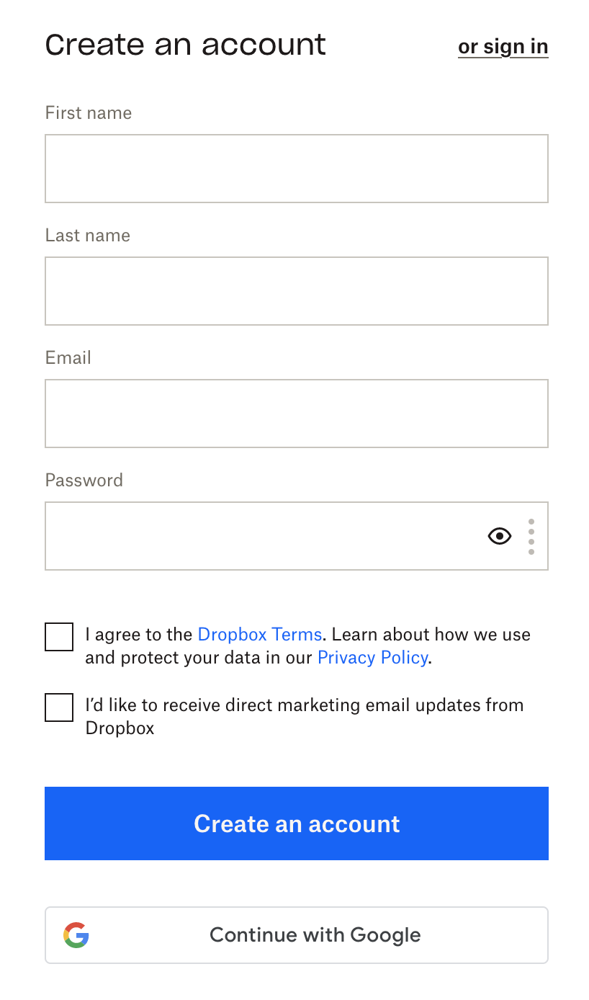 Create an account
or sign in
First name
Last name
Email
Password
I agree to the Dropbox Terms. Learn about how we use
and protect your data in our Privacy Policy.
I’d like to receive direct marketing email updates from
Dropbox
Create an account
Continue with Google